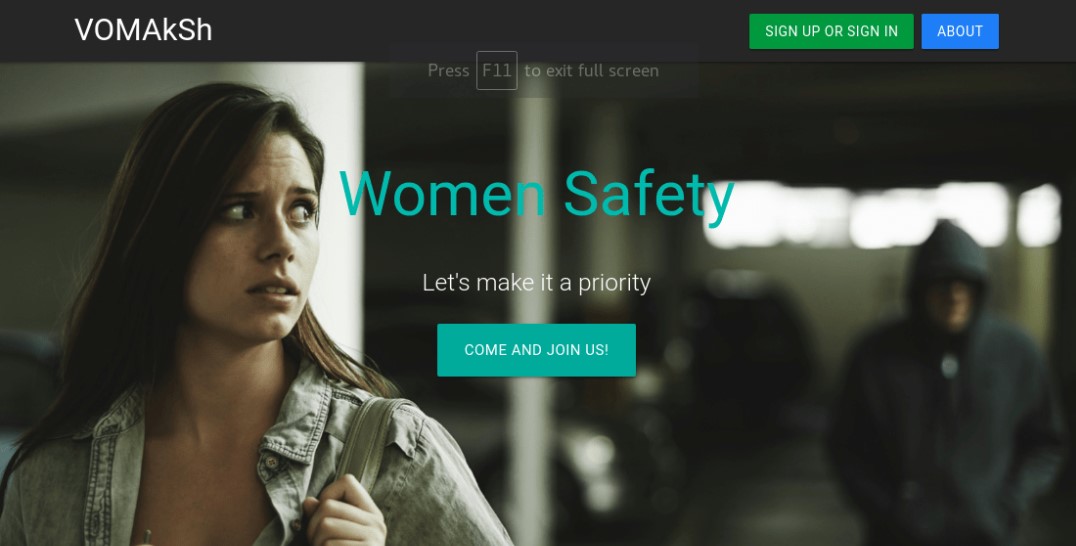 VOMAkSh
SIGN UP OR SIGN IN
ABOUT
Press F11 to exit full screen
Women Safety
Let's make it a priority
COME AND JOIN US!